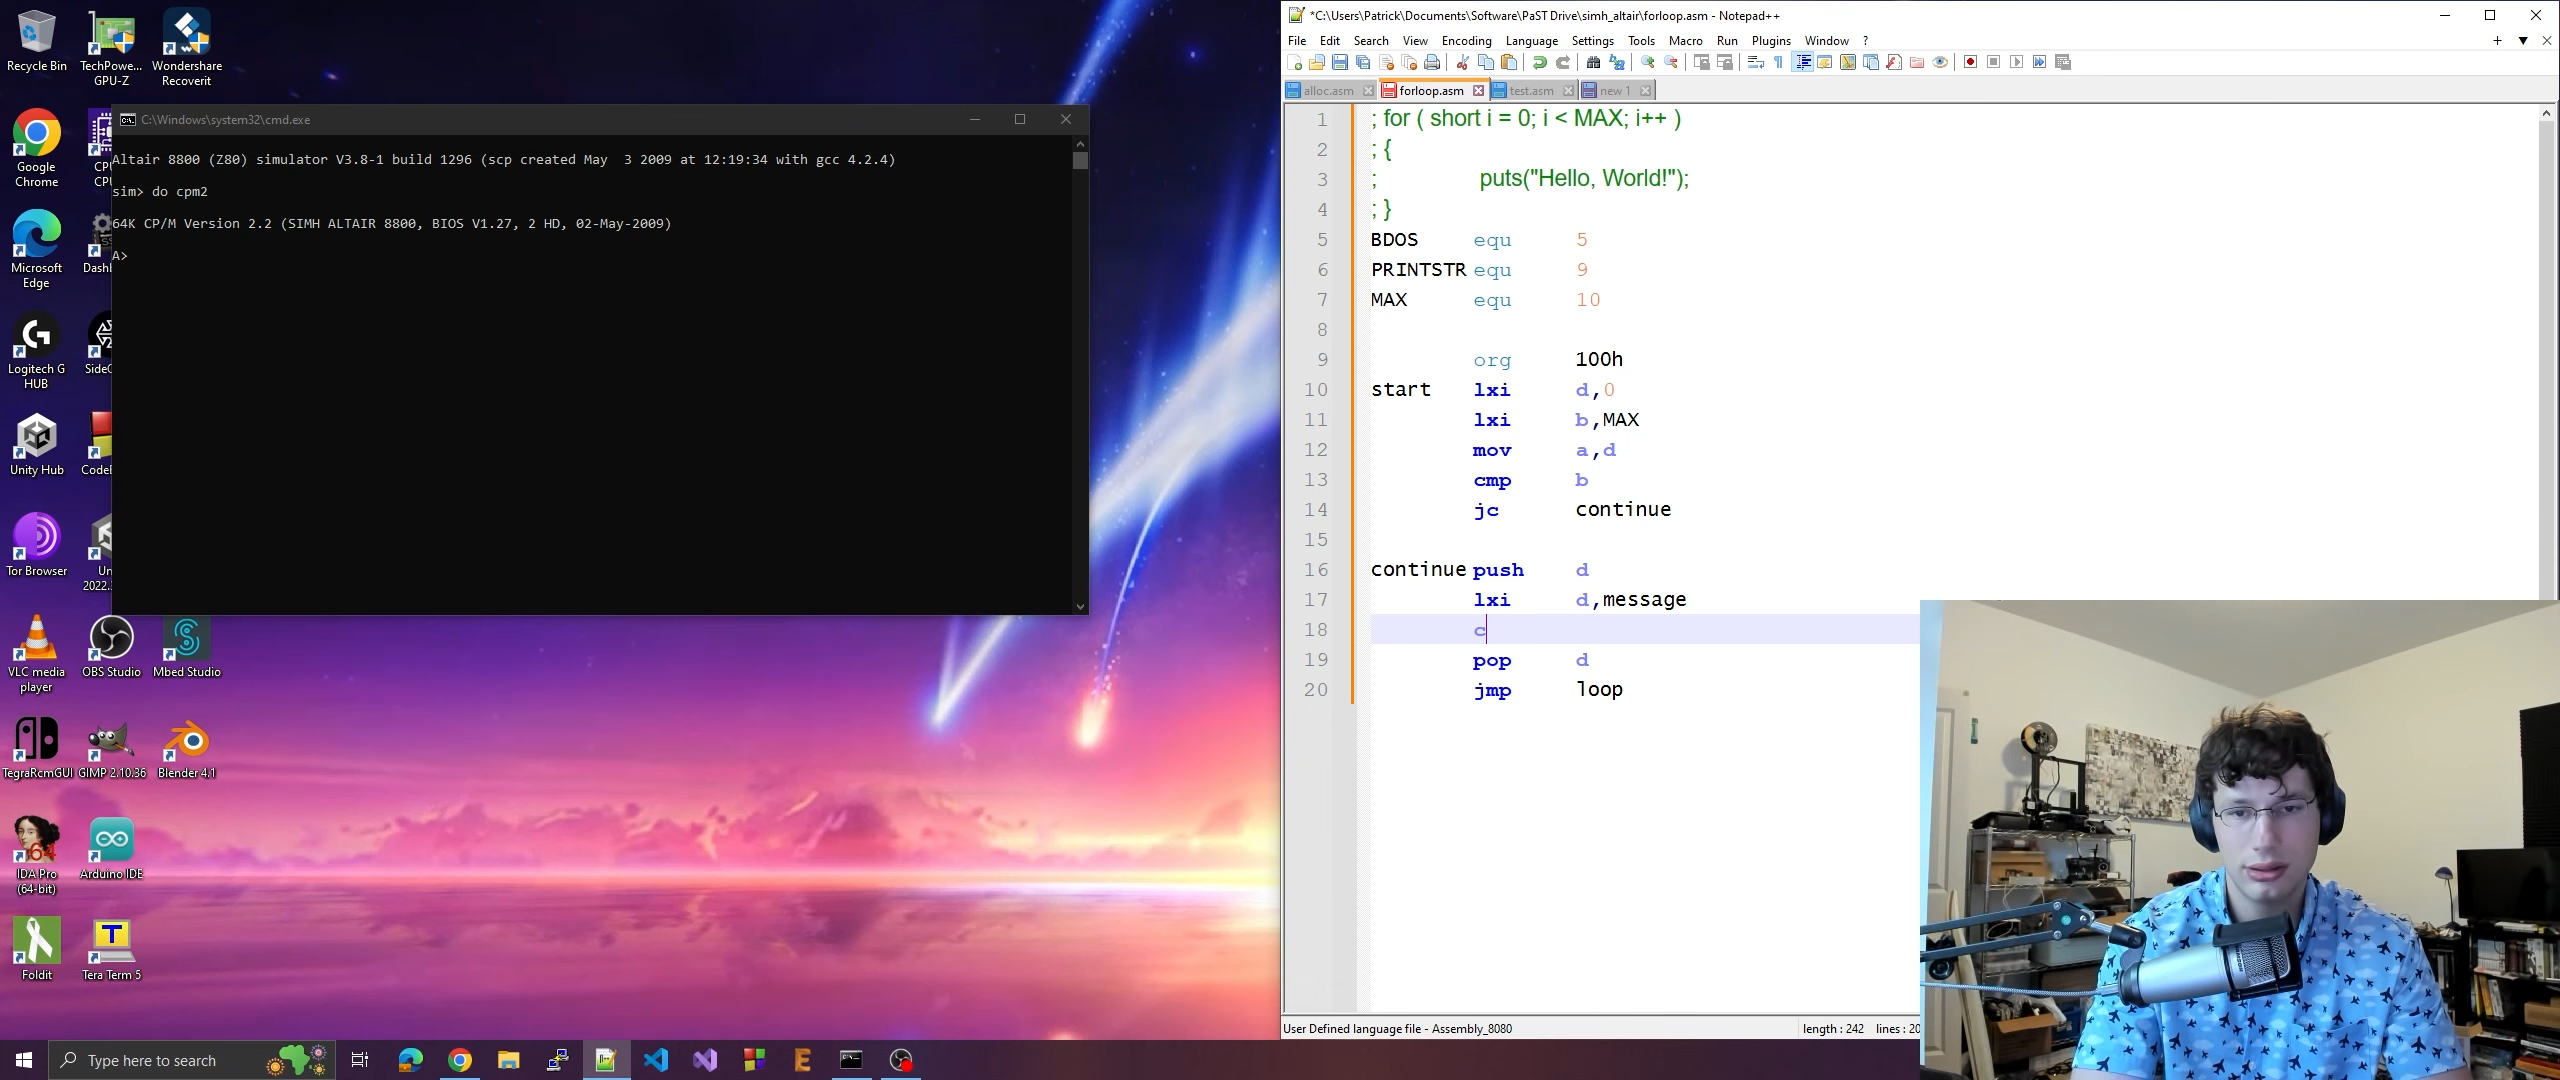 Recycle Bin
TechPowe... GPU-Z
Wondershare Recoverit
Google Chrome
CPU
CPU
Microsoft Edge
Dashl
Logitech G HUB
Unity Hub
Tor Browser
Un
2022.
VLC media player
OBS Studio
Mbed Studio
TegraRcmGUI
GIMP 2.10.36
Blender 4.1
IDA Pro (64-bit)
64
Arduino IDE
Foldit
Tera Term 5
C:\Windows\system32\cmd.exe
Altair 8800 (Z80) simulator V3.8-1 build 1296 (scp created May  3 2009 at 12:19:34 with gcc 4.2.4)
sim> do cpm2
64K CP/M Version 2.2 (SIMH ALTAIR 8800, BIOS V1.27, 2 HD, 02-May-2009)
A>
*C:\Users\Patrick\Documents\Software\PaST Drive\simh_altair\forloop.asm - Notepad++
File Edit Search View Encoding Language Settings Tools Macro Run Plugins Window ?
alloc.asm forloop.asm test.asm new 1
1 ; for ( short i = 0; i < MAX; i++ )
2 ; {
3 ; puts("Hello, World!");
4 ; }
5 BDOS equ 5
6 PRINTSTR equ 9
7 MAX equ 10
8
9 org 100h
10 start lxi d,0
11 lxi b,MAX
12 mov a,d
13 cmp b
14 jc continue
15
16 continue push d
17 lxi d,message
18 c
19 pop d
20 jmp loop
User Defined language file - Assembly_8080
length : 242 lines : 20
Type here to search